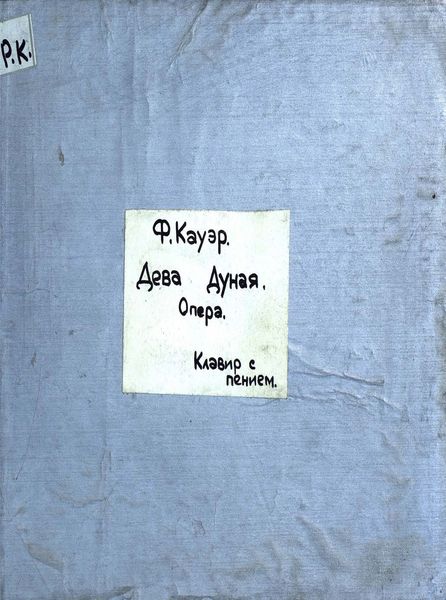 Р.К.
Ф.Кауэр.
Дева Дуная.
Опера.
Клавир с
пением.